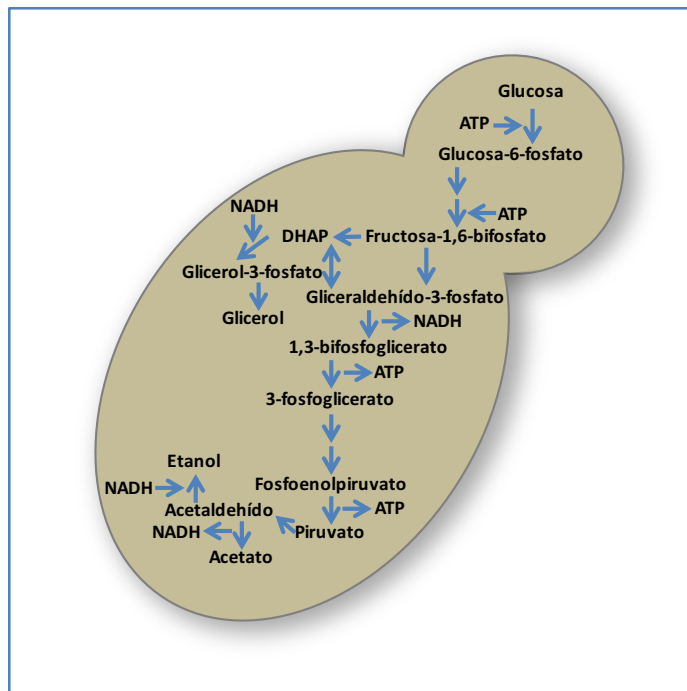 Glucosa
ATP
Glucosa-6-fosfato
ATP
NADH
DHAP
Fructosa-1,6-bifosfato
Glicerol-3-fosfato
Gliceraldehído-3-fosfato
Glicerol
NADH
1,3-bifosfoglicerato
ATP
3-fosfoglicerato
Etanol
NADH
Fosfoenolpiruvato
Acetaldehído
ATP
NADH
Piruvato
Acetato